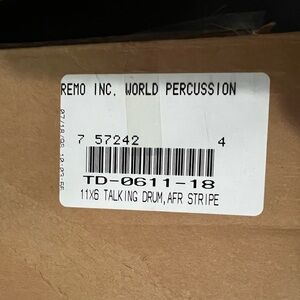 REMO INC. WORLD PERCUSSION
7 57242 4
TD-0611-18
11X6 TALKING DRUM,AFR STRIPE